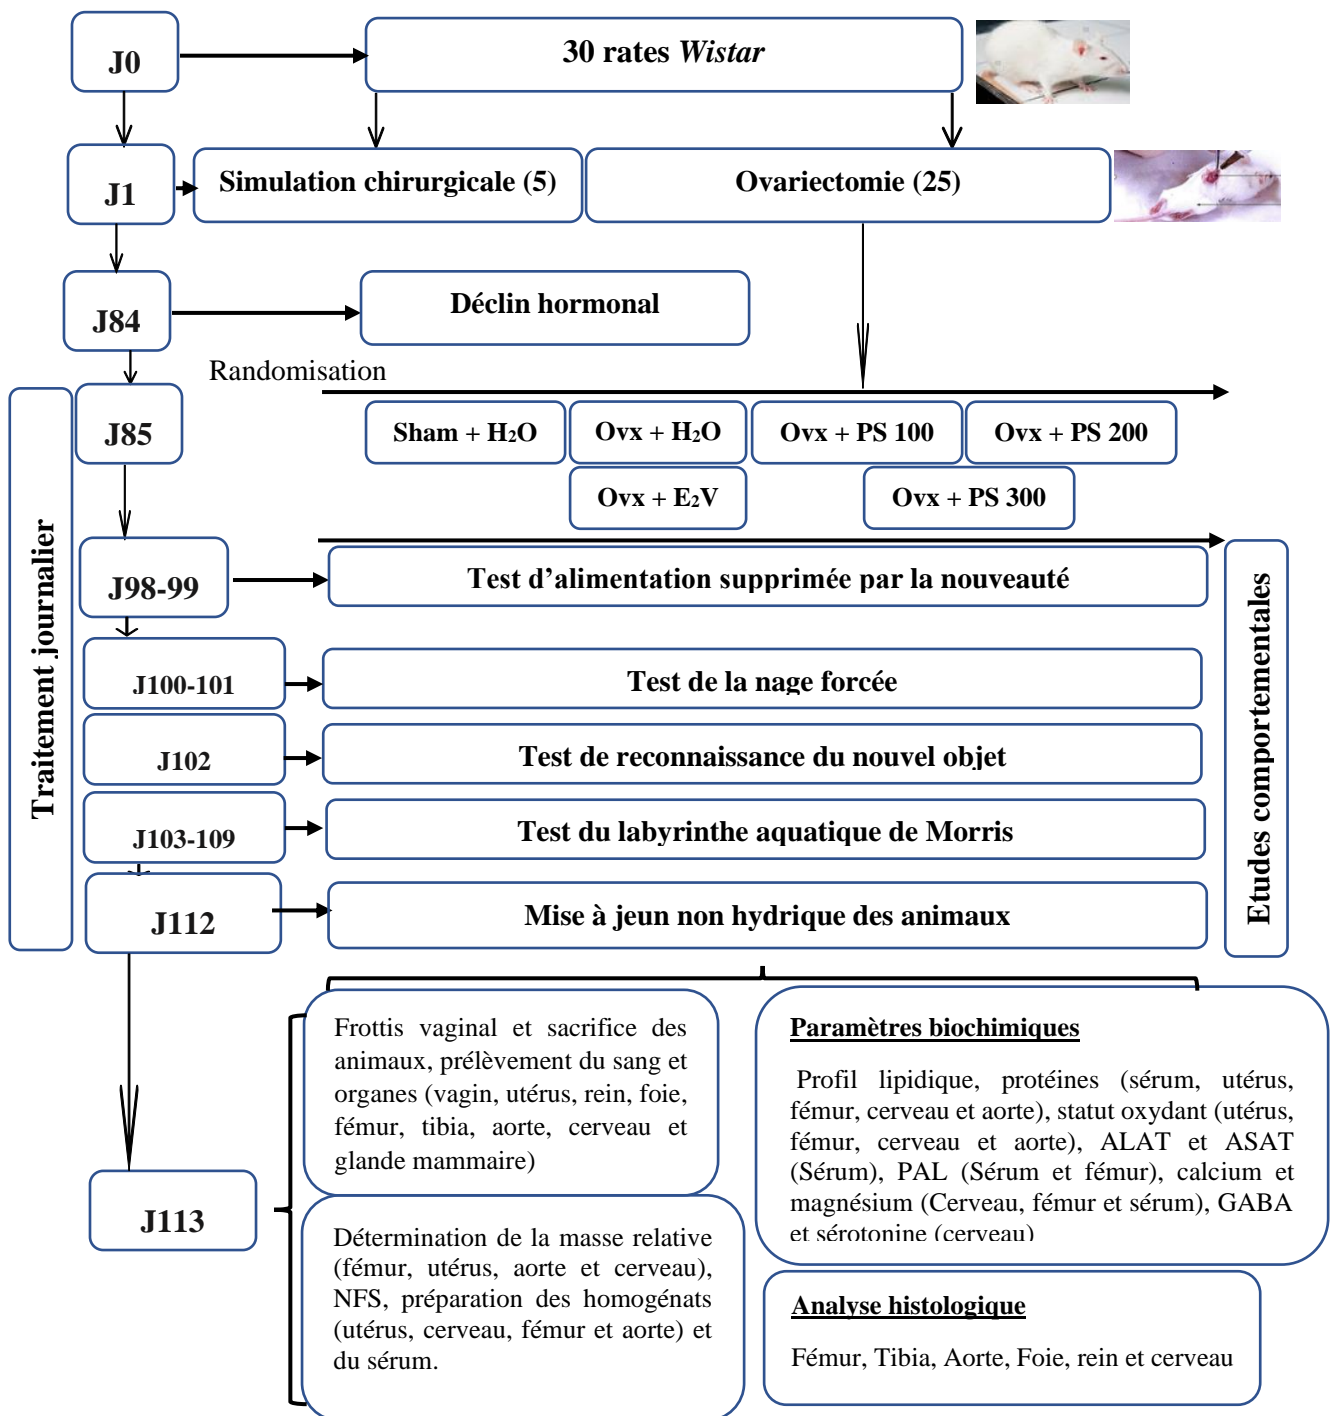 J0
30 rates Wistar
J1
Simulation chirurgicale (5)
Ovariectomie (25)
J84
Déclin hormonal
Randomisation
Traitement journalier
J85
Sham + H₂O
Ovx + H₂O
Ovx + PS 100
Ovx + PS 200
Ovx + E₂V
Ovx + PS 300
Etudes comportementales
J98-99
Test d’alimentation supprimée par la nouveauté
J100-101
Test de la nage forcée
J102
Test de reconnaissance du nouvel objet
J103-109
Test du labyrinthe aquatique de Morris
J112
Mise à jeun non hydrique des animaux
J113
Frottis vaginal et sacrifice des
animaux, prélèvement du sang et
organes (vagin, utérus, rein, foie,
fémur, tibia, aorte, cerveau et
glande mammaire)
Détermination de la masse relative
(fémur, utérus, aorte et cerveau),
NFS, préparation des homogénats
(utérus, cerveau, fémur et aorte) et
du sérum.
Paramètres biochimiques
Profil lipidique, protéines (sérum, utérus,
fémur, cerveau et aorte), statut oxydant (utérus,
fémur, cerveau et aorte), ALAT et ASAT
(Sérum), PAL (Sérum et fémur), calcium et
magnésium (Cerveau, fémur et sérum), GABA
et sérotonine (cerveau)
Analyse histologique
Fémur, Tibia, Aorte, Foie, rein et cerveau